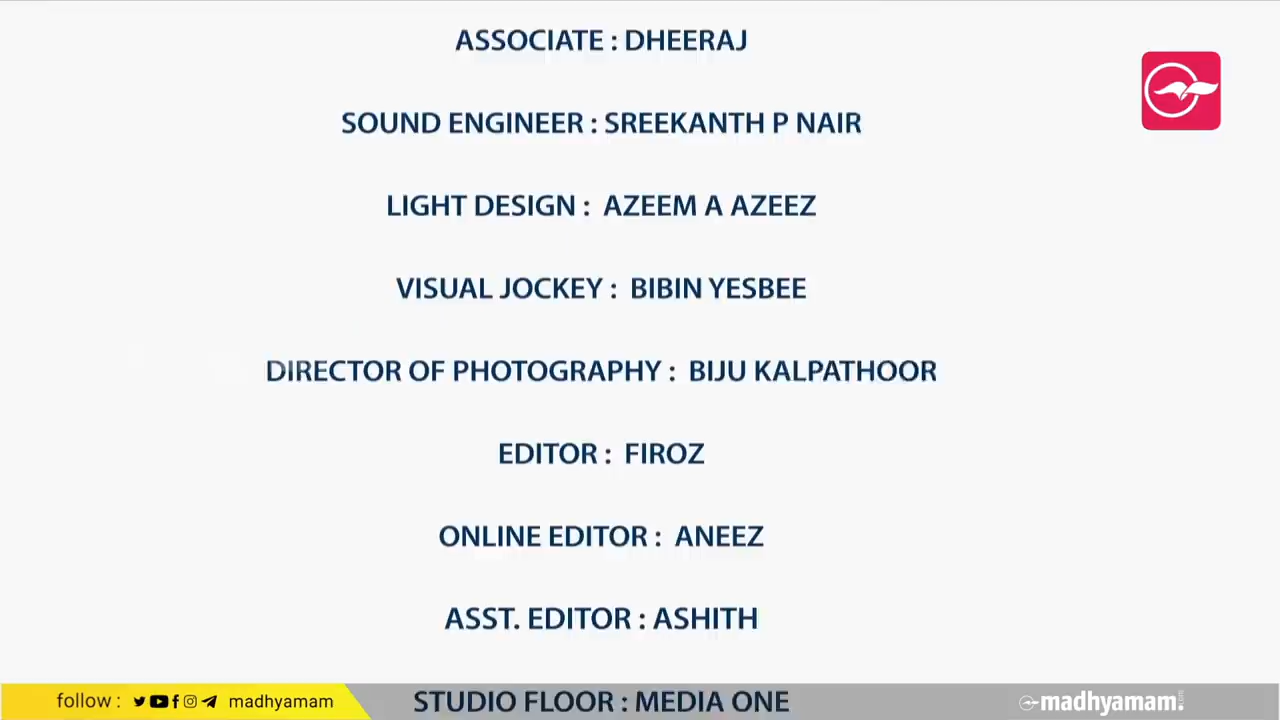 ASSOCIATE : DHEERAJ
SOUND ENGINEER : SREEKANTH P NAIR
LIGHT DESIGN : AZEEM A AZEEZ
VISUAL JOCKEY : BIBIN YESBEE
DIRECTOR OF PHOTOGRAPHY : BIJU KALPATHOOR
EDITOR : FIROZ
ONLINE EDITOR : ANEEZ
ASST. EDITOR : ASHITH
follow : madhyamam
STUDIO FLOOR : MEDIA ONE
madhyamam.com